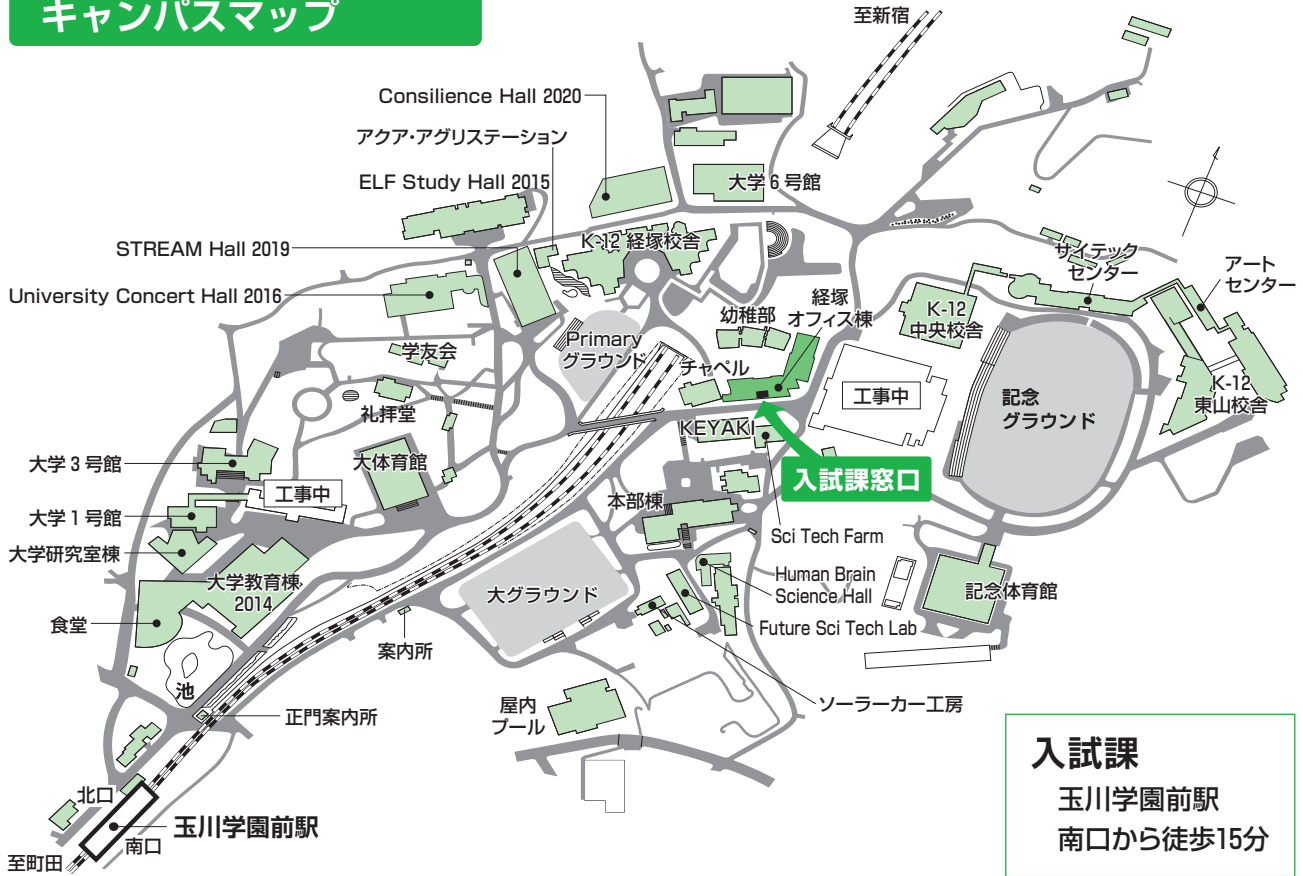 キャンパスマップ
至新宿
Consilience Hall 2020
アクア・アグリステーション
ELF Study Hall 2015
大学6号館
STREAM Hall 2019
K-12 経塚校舎
サイテック
センター
アート
センター
University Concert Hall 2016
幼稚部
経塚
オフィス棟
K-12
中央校舎
Primary
グラウンド
学友会
チャペル
工事中
記念
グラウンド
K-12
東山校舎
礼拝堂
KEYAKI
大学3号館
大体育館
入試課窓口
工事中
本部棟
大学1号館
Sci Tech Farm
大学研究室棟
大学教育棟
2014
大グラウンド
Human Brain
Science Hall
記念体育館
食堂
Future Sci Tech Lab
案内所
池
正門案内所
屋内
プール
ソーラーカー工房
入試課
玉川学園前駅
南口から徒歩15分
北口
玉川学園前駅
南口
至町田